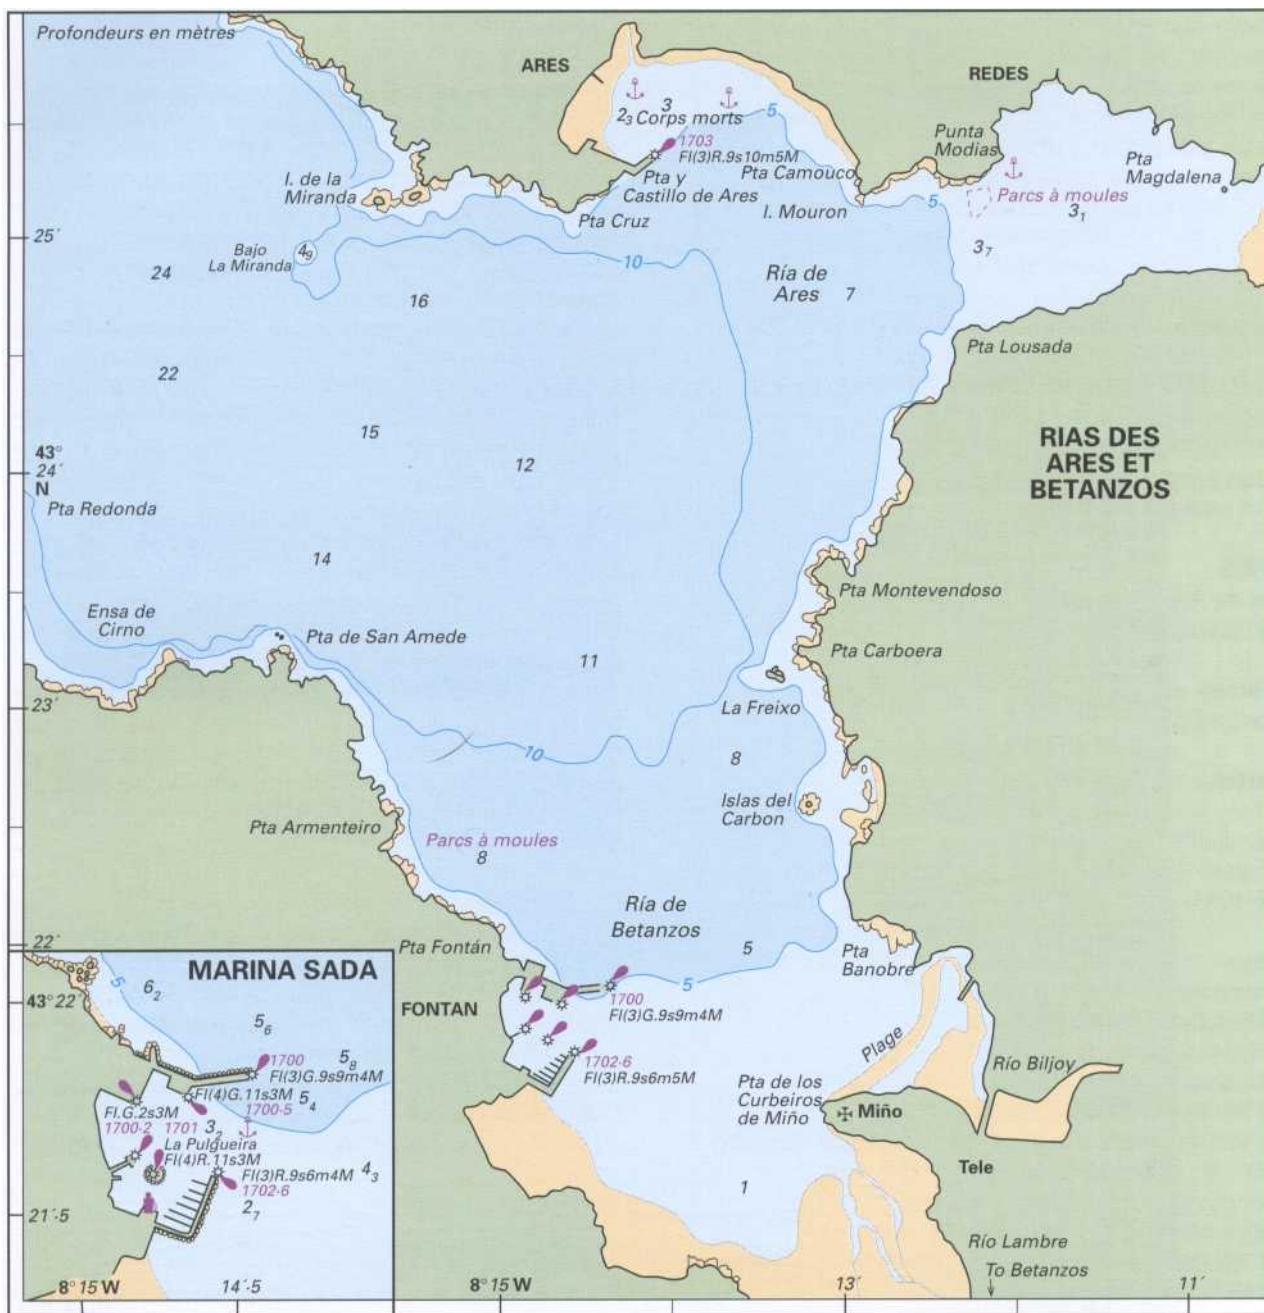 Profondeurs en mètres
ARES
REDES
3
2₃ Corps morts
5
1703
Fl(3)R.9s10m5M
Punta
Modias
Pta
Magdalena
I. de la
Miranda
Pta y
Castillo de Ares
Pta Camouco
I. Mouron
Parcs à moules
5
3₁
Pta Cruz
25´
Bajo
La Miranda
4₉
10
3₇
24
16
Ría de
Ares
7
22
Pta Lousada
15
43°
24´
N
12
RIAS DES
ARES ET
BETANZOS
Pta Redonda
14
Pta Montevendoso
Ensa de
Cirno
Pta de San Amede
11
Pta Carboera
23´
La Freixo
10
8
Islas del
Carbon
Pta Armenteiro
Parcs à moules
8
Ría de
Betanzos
22´
Pta Fontán
5
5
Pta
Banobre
FONTAN
1700
Fl(3)G.9s9m4M
1702·6
Fl(3)R.9s6m5M
Plage
Río Biljoy
Pta de los
Curbeiros
de Miño
Miño
Tele
1
Río Lambre
To Betanzos
8°15´W
13´
11´
MARINA SADA
5
6₂
43°22´
5₆
5₈
1700
Fl(3)G.9s9m4M
Fl(4)G.11s3M
5₄
1700·5
Fl.G.2s3M
1700·2
1701
3₂
La Pulgueira
Fl(4)R.11s3M
Fl(3)R.9s6m4M
4₃
1702·6
2₇
21´·5
8°15´W
14´·5